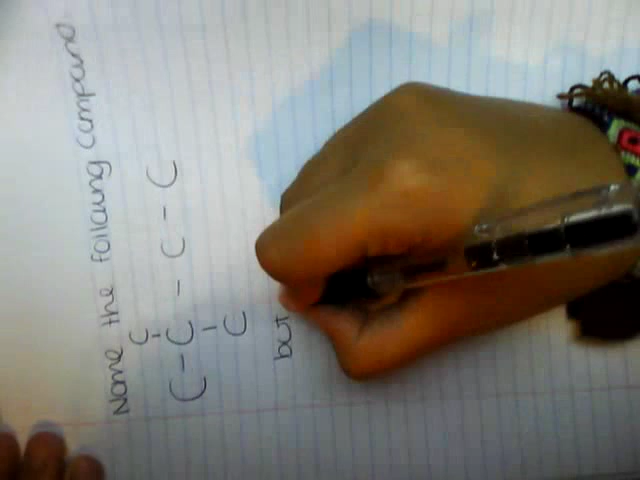 Name the following compound
C
C - C - C - C
C
but